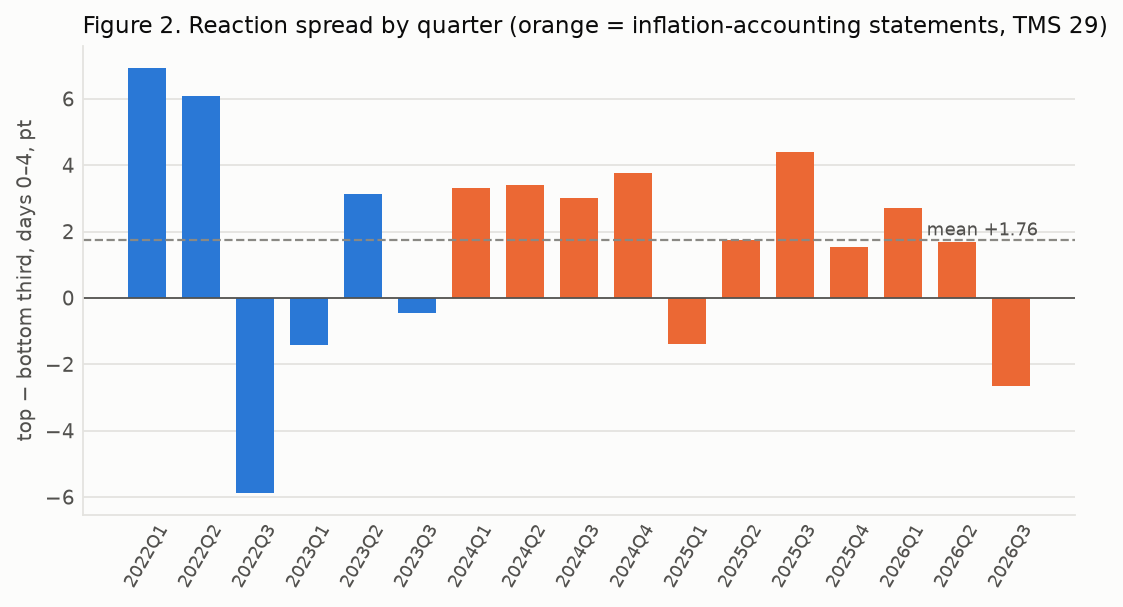 Figure 2. Reaction spread by quarter (orange = inflation-accounting statements, TMS 29)
top − bottom third, days 0–4, pt
6
4
2
0
−2
−4
−6
mean +1.76
2022Q1
2022Q2
2022Q3
2023Q1
2023Q2
2023Q3
2024Q1
2024Q2
2024Q3
2024Q4
2025Q1
2025Q2
2025Q3
2025Q4
2026Q1
2026Q2
2026Q3